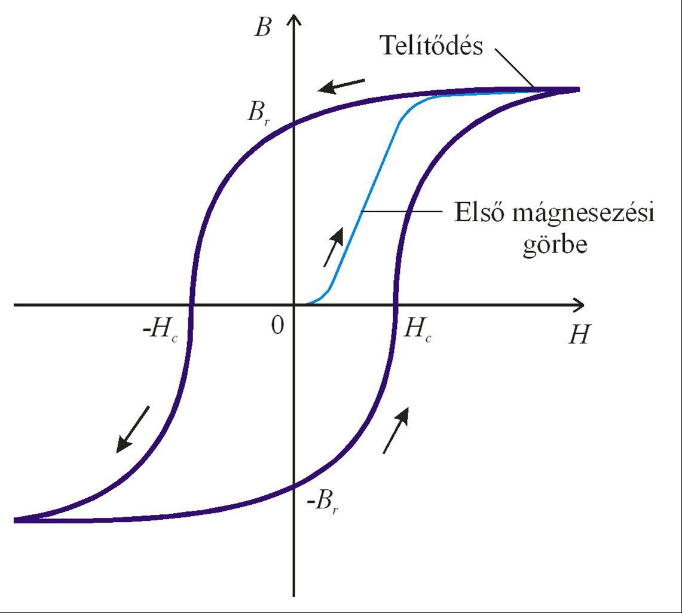 B
Telítődés
B_r
Első mágnesezési
görbe
-H_c
0
H_c
H
-B_r